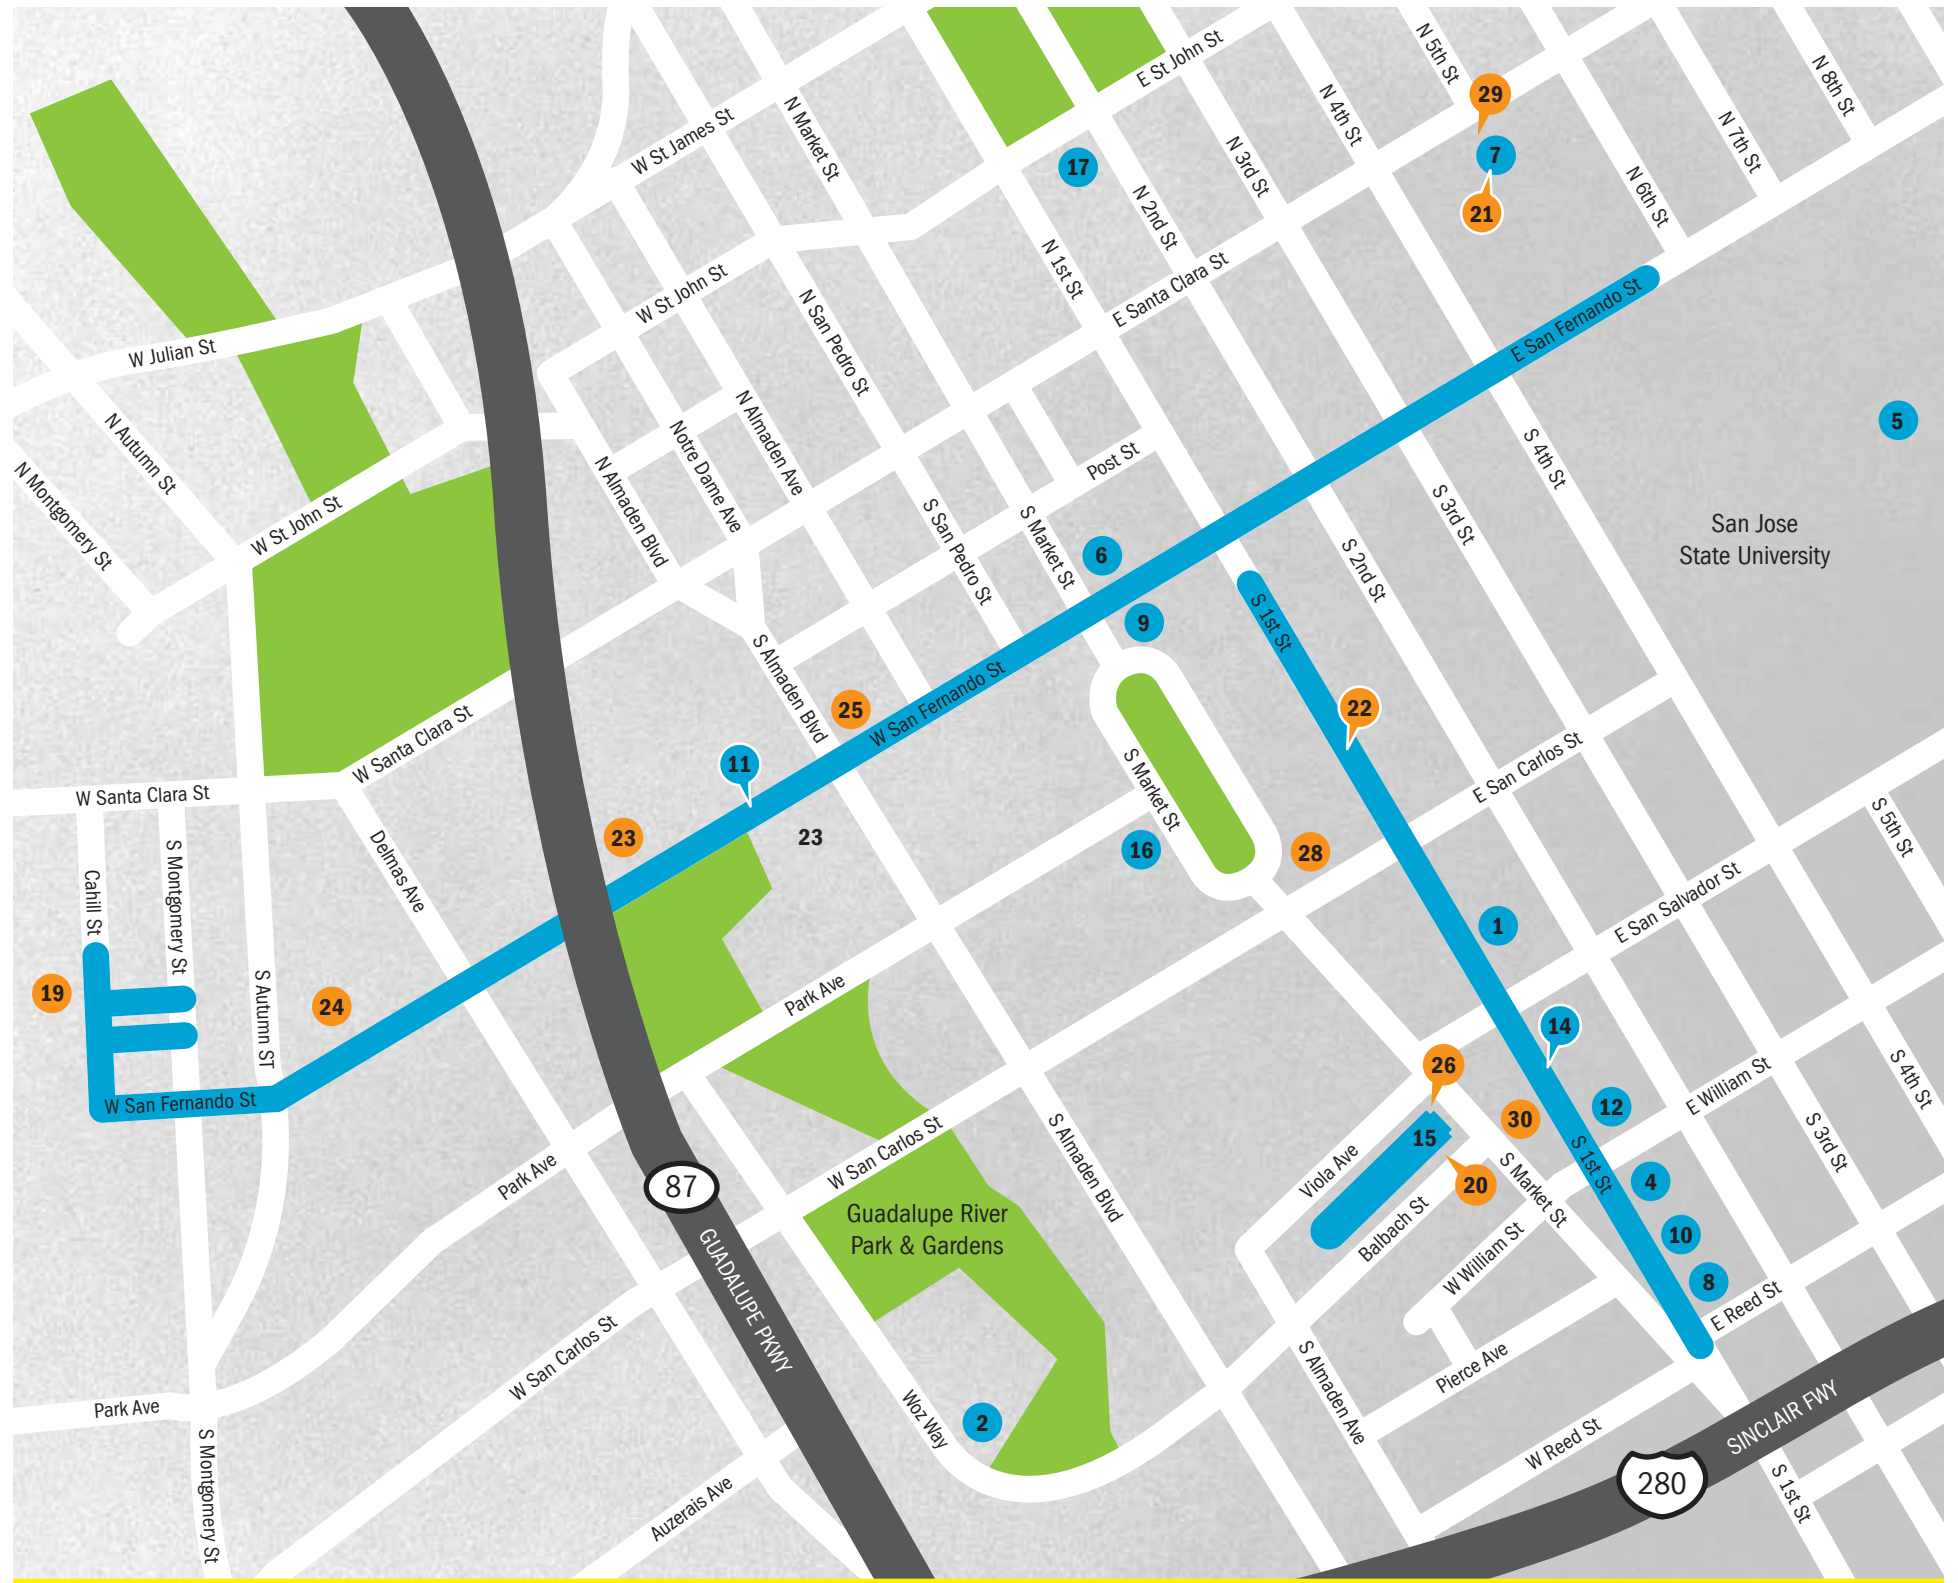 N 5th St
N 8th St
E St John St
29
N 4th St
N Market St
W St James St
N 7th St
17
7
N 3rd St
N 6th St
21
N 2nd St
N 1st St
E Santa Clara St
W St John St
N San Pedro St
E San Fernando St
W Julian St
5
N Almaden Ave
N Autumn St
Notre Dame Ave
Post St
S 4th St
N Montgomery St
N Almaden Blvd
S 3rd St
W St John St
S San Pedro St
S Market St
San Jose
State University
6
S 2nd St
9
S 1st St
S Almaden Blvd
W San Fernando St
25
22
W Santa Clara St
11
E San Carlos St
W Santa Clara St
S Market St
S 5th St
23
23
16
28
Delmas Ave
Cahill St
S Montgomery St
E San Salvador St
1
19
24
S Autumn ST
Park Ave
14
26
S 4th St
E William St
W San Fernando St
12
30
15
S 3rd St
S Almaden Blvd
W San Carlos St
Viola Ave
S 1st St
Park Ave
20
4
87
S Market St
Guadalupe River
Park & Gardens
Balbach St
10
W William St
GUADALUPE PKWY
8
E Reed St
W San Carlos St
Pierce Ave
S Almaden Ave
Park Ave
Woz Way
2
SINCLAIR FWY
W Reed St
280
S Montgomery St
Auzerais Ave
S 1st St